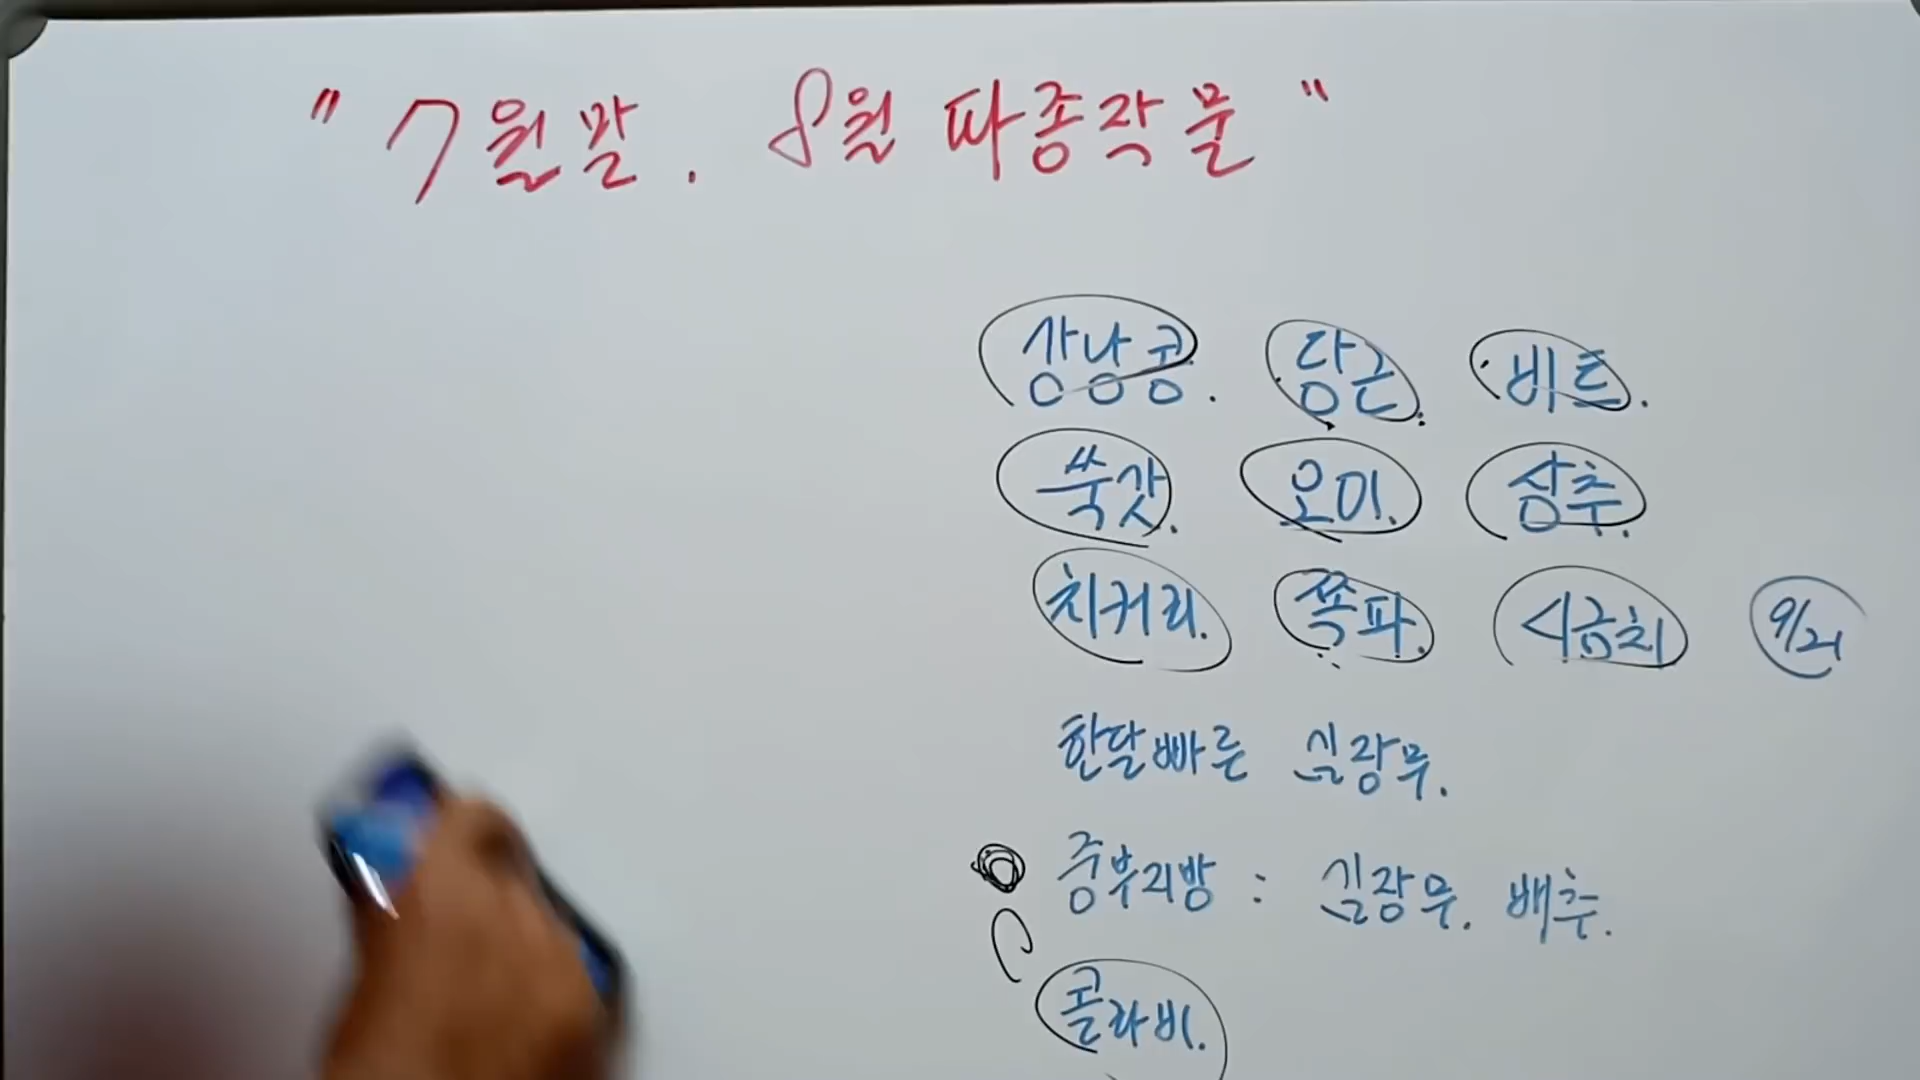 "7월말. 8월 파종작물"
강낭콩. 당근. 비트.
쑥갓. 오이. 상추.
치커리. 쪽파. 시금치 9/21
한달빠른 김장무.
중부지방 : 김장무. 배추.
콜라비.